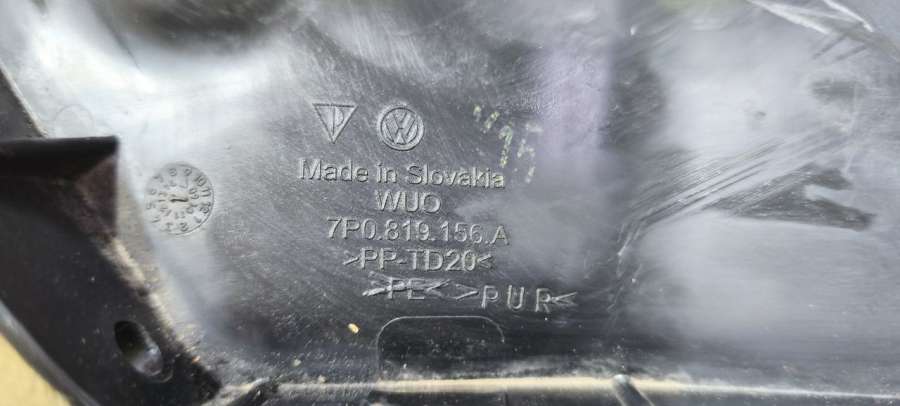 Made in Slovakia
WUO
7P0.819.156.A
>PP-TD20<
>PE< >PUR<